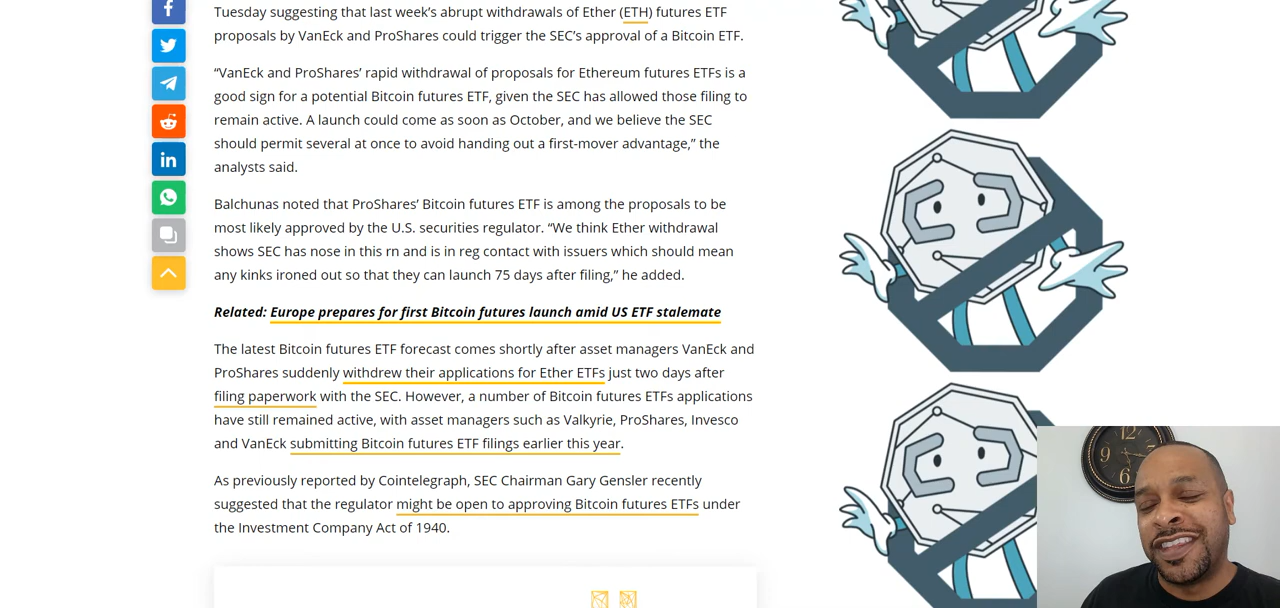 Tuesday suggesting that last week’s abrupt withdrawals of Ether (ETH) futures ETF
proposals by VanEck and ProShares could trigger the SEC’s approval of a Bitcoin ETF.
“VanEck and ProShares’ rapid withdrawal of proposals for Ethereum futures ETFs is a
good sign for a potential Bitcoin futures ETF, given the SEC has allowed those filing to
remain active. A launch could come as soon as October, and we believe the SEC
should permit several at once to avoid handing out a first-mover advantage,” the
analysts said.
Balchunas noted that ProShares’ Bitcoin futures ETF is among the proposals to be
most likely approved by the U.S. securities regulator. “We think Ether withdrawal
shows SEC has nose in this rn and is in reg contact with issuers which should mean
any kinks ironed out so that they can launch 75 days after filing,” he added.
Related: Europe prepares for first Bitcoin futures launch amid US ETF stalemate
The latest Bitcoin futures ETF forecast comes shortly after asset managers VanEck and
ProShares suddenly withdrew their applications for Ether ETFs just two days after
filing paperwork with the SEC. However, a number of Bitcoin futures ETFs applications
have still remained active, with asset managers such as Valkyrie, ProShares, Invesco
and VanEck submitting Bitcoin futures ETF filings earlier this year.
As previously reported by Cointelegraph, SEC Chairman Gary Gensler recently
suggested that the regulator might be open to approving Bitcoin futures ETFs under
the Investment Company Act of 1940.
12
9
6